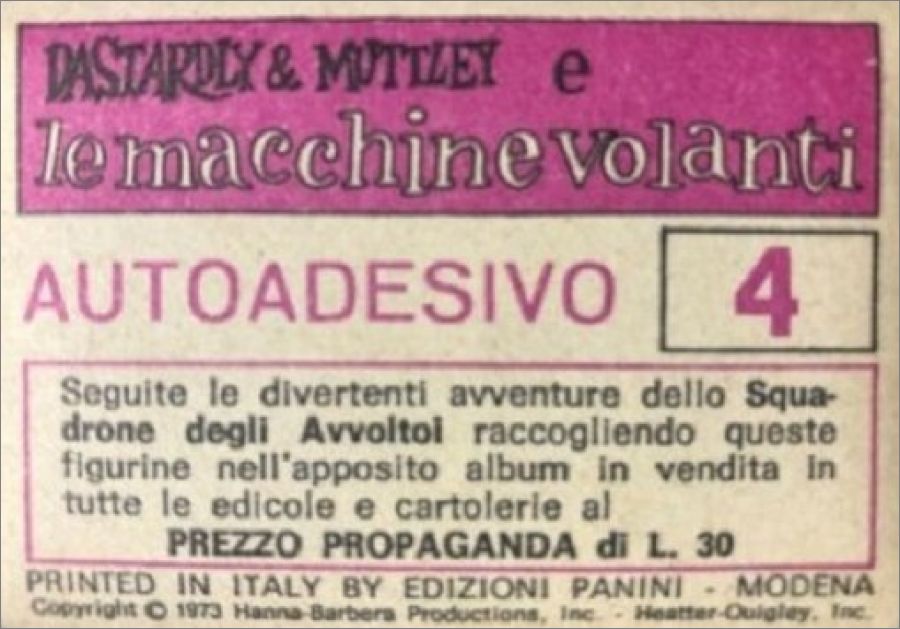 DASTARDLY & MUTTLEY e
le macchine volanti
AUTOADESIVO 4
Seguite le divertenti avventure dello Squa-
drone degli Avvoltoi raccogliendo queste
figurine nell'apposito album in vendita in
tutte le edicole e cartolerie al
PREZZO PROPAGANDA di L. 30
PRINTED IN ITALY BY EDIZIONI PANINI - MODENA
Copyright © 1973 Hanna-Barbera Productions, Inc. - Heatter-Quigley, Inc.